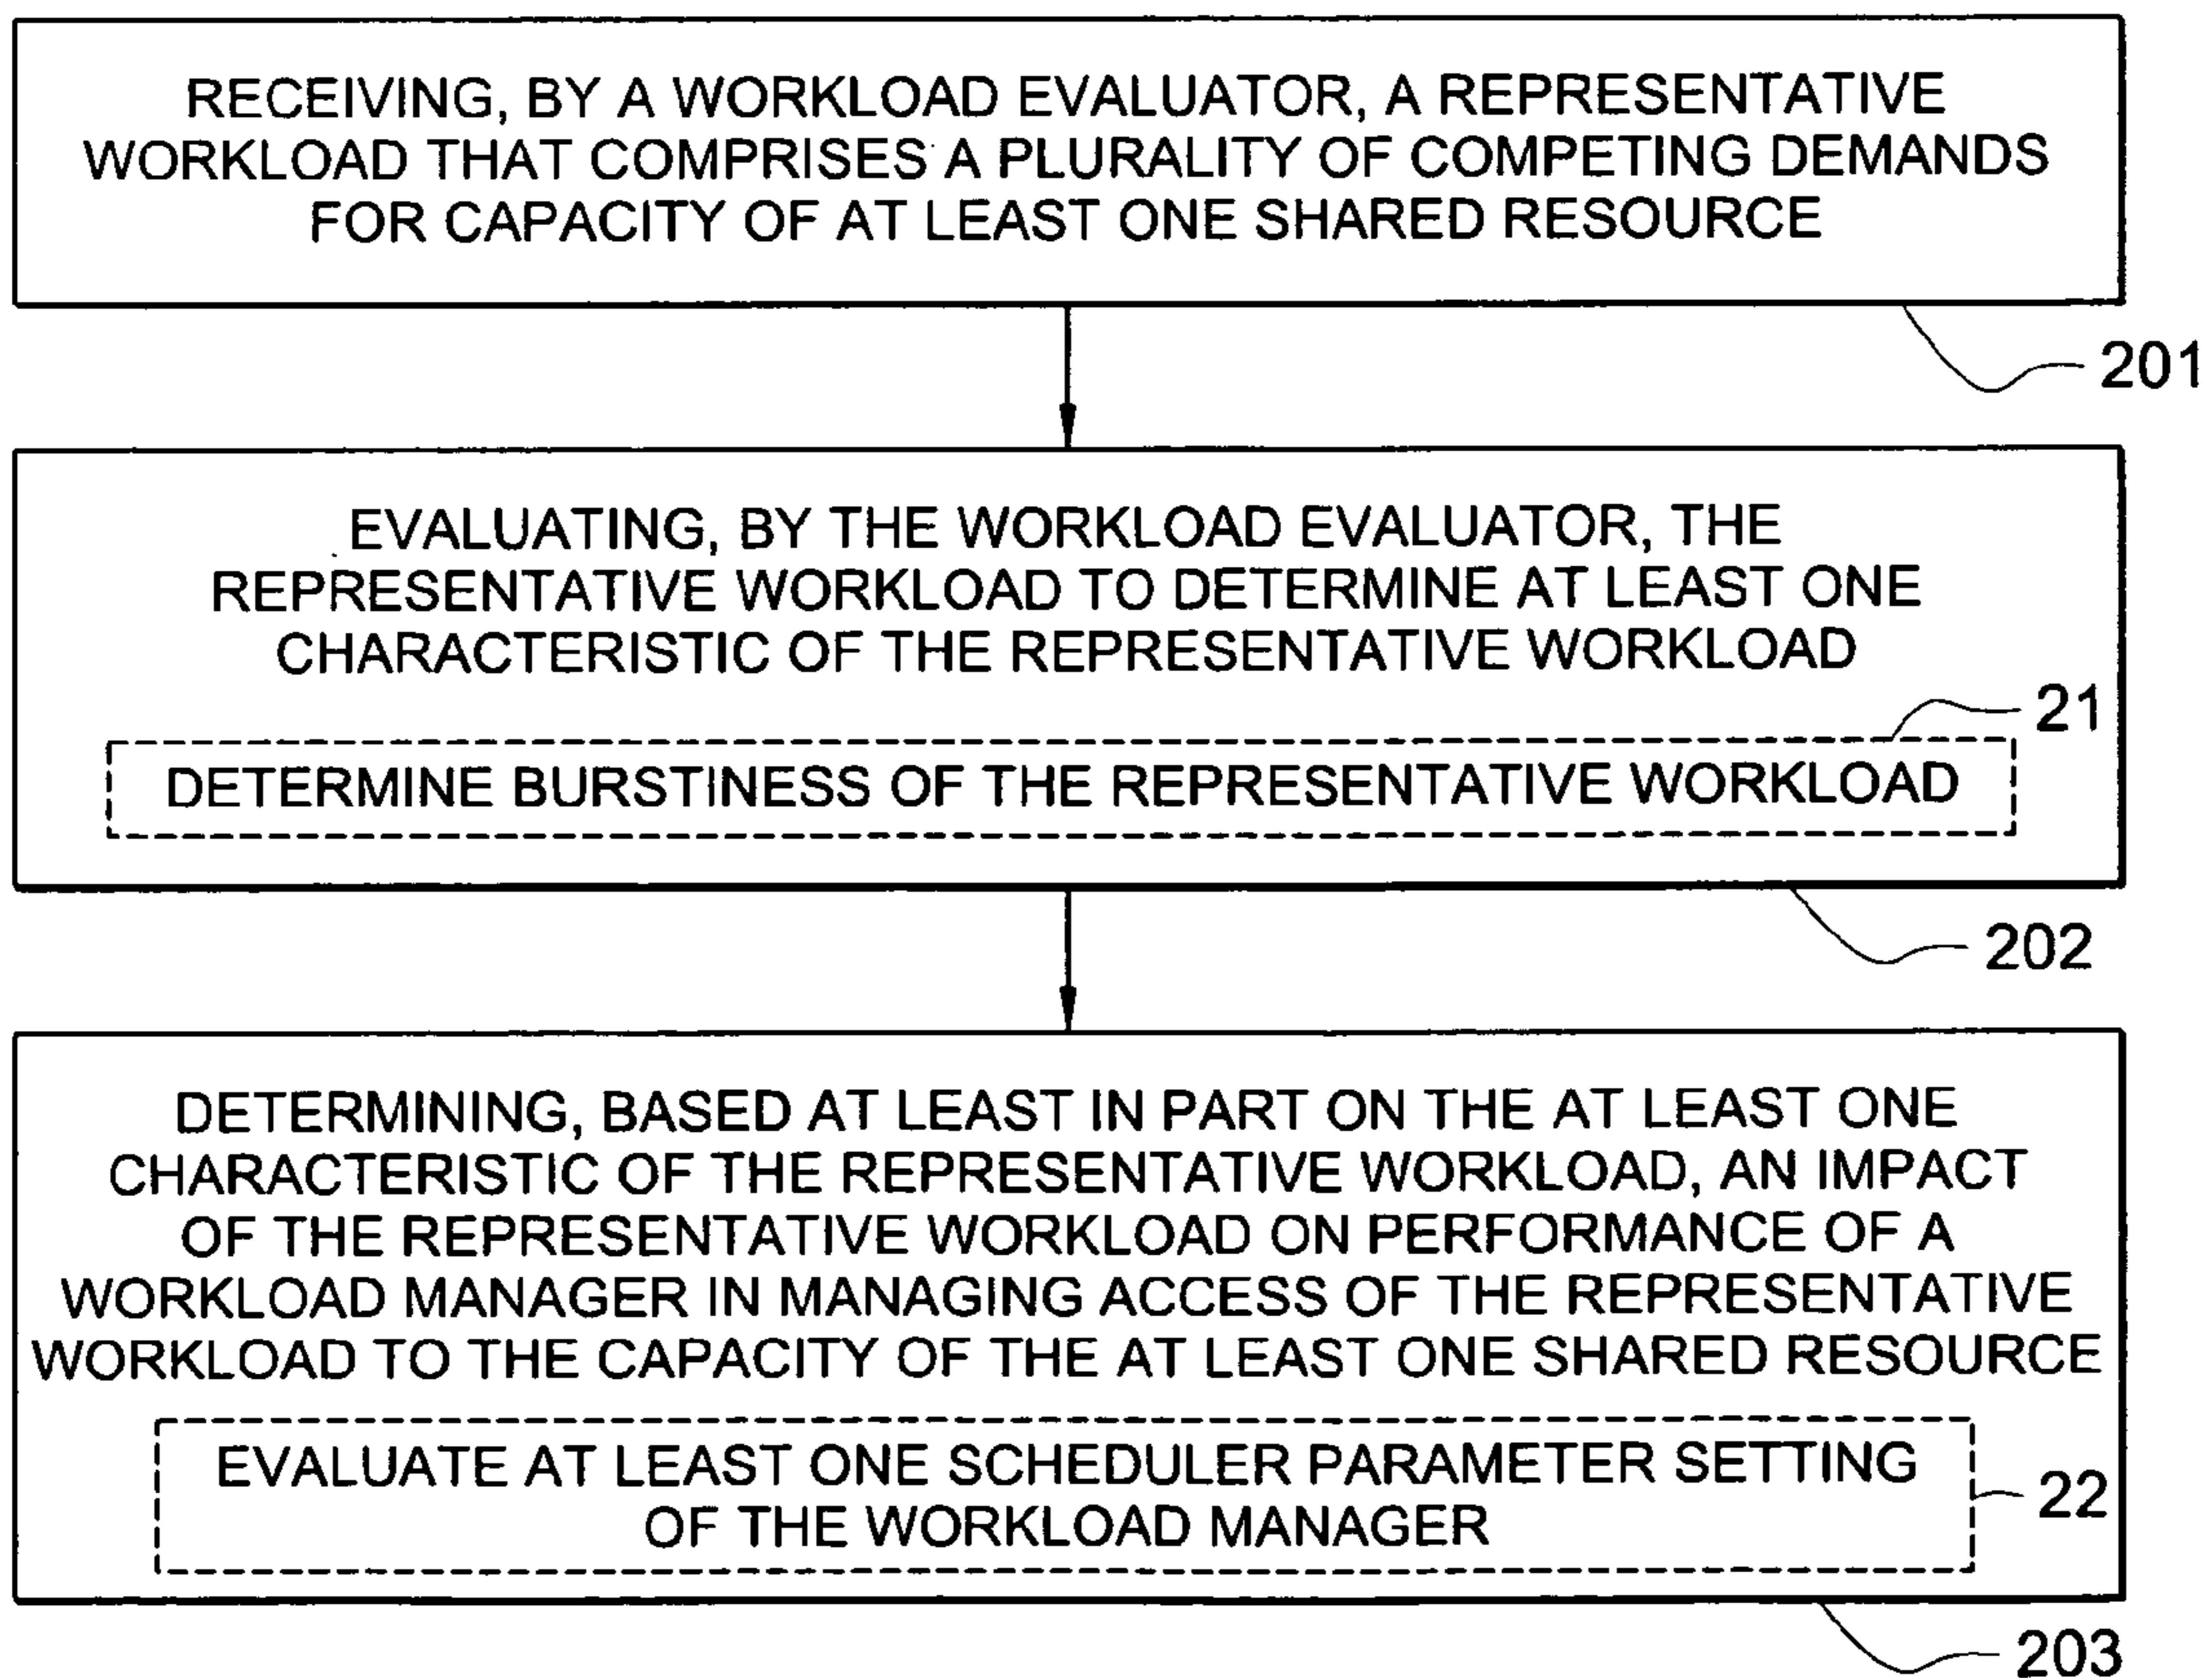 RECEIVING, BY A WORKLOAD EVALUATOR, A REPRESENTATIVE
WORKLOAD THAT COMPRISES A PLURALITY OF COMPETING DEMANDS
FOR CAPACITY OF AT LEAST ONE SHARED RESOURCE
201
EVALUATING, BY THE WORKLOAD EVALUATOR, THE
REPRESENTATIVE WORKLOAD TO DETERMINE AT LEAST ONE
CHARACTERISTIC OF THE REPRESENTATIVE WORKLOAD
21
DETERMINE BURSTINESS OF THE REPRESENTATIVE WORKLOAD
202
DETERMINING, BASED AT LEAST IN PART ON THE AT LEAST ONE
CHARACTERISTIC OF THE REPRESENTATIVE WORKLOAD, AN IMPACT
OF THE REPRESENTATIVE WORKLOAD ON PERFORMANCE OF A
WORKLOAD MANAGER IN MANAGING ACCESS OF THE REPRESENTATIVE
WORKLOAD TO THE CAPACITY OF THE AT LEAST ONE SHARED RESOURCE
EVALUATE AT LEAST ONE SCHEDULER PARAMETER SETTING
OF THE WORKLOAD MANAGER
22
203